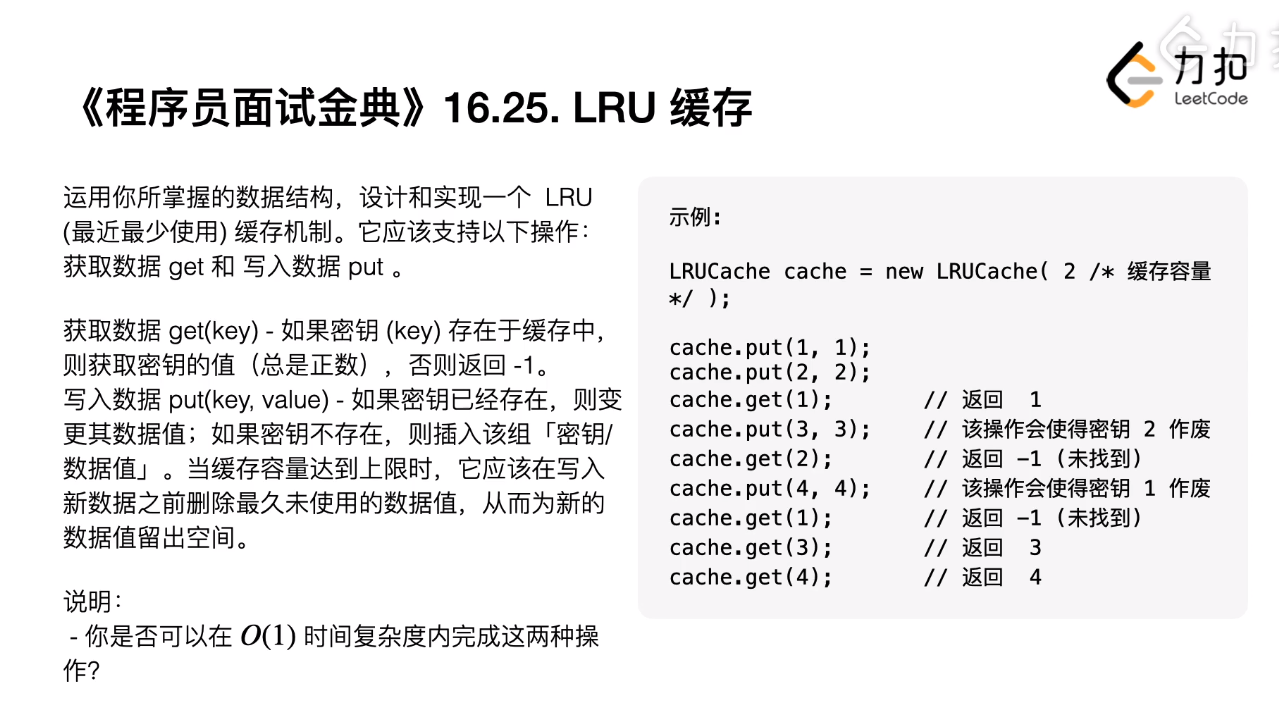 力扣
力扣
LeetCode
《程序员面试金典》16.25. LRU 缓存
运用你所掌握的数据结构，设计和实现一个 LRU
(最近最少使用) 缓存机制。它应该支持以下操作：
获取数据 get 和 写入数据 put 。
获取数据 get(key) - 如果密钥 (key) 存在于缓存中，
则获取密钥的值（总是正数），否则返回 -1。
写入数据 put(key, value) - 如果密钥已经存在，则变
更其数据值；如果密钥不存在，则插入该组「密钥/
数据值」。当缓存容量达到上限时，它应该在写入
新数据之前删除最久未使用的数据值，从而为新的
数据值留出空间。
说明：
- 你是否可以在 O(1) 时间复杂度内完成这两种操
作？
示例:
LRUCache cache = new LRUCache( 2 /* 缓存容量
*/ );
cache.put(1, 1);
cache.put(2, 2);
cache.get(1); // 返回 1
cache.put(3, 3); // 该操作会使得密钥 2 作废
cache.get(2); // 返回 -1 (未找到)
cache.put(4, 4); // 该操作会使得密钥 1 作废
cache.get(1); // 返回 -1 (未找到)
cache.get(3); // 返回 3
cache.get(4); // 返回 4